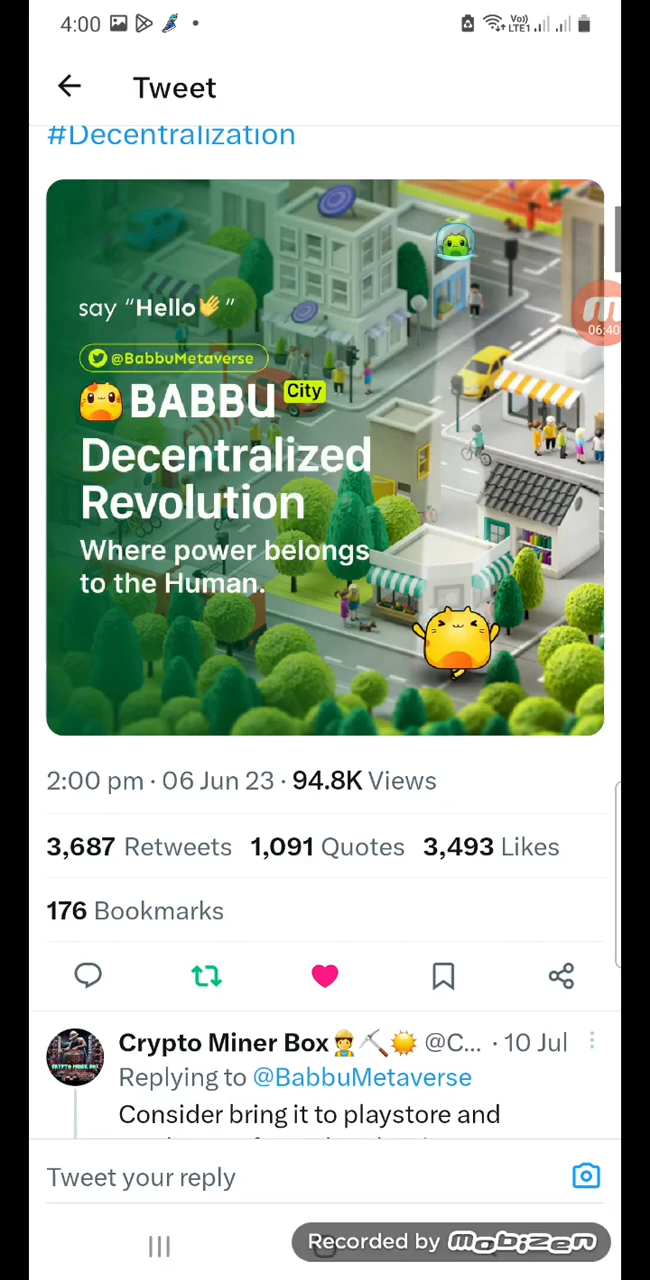 4:00
Vo))
LTE1
Tweet
#Decentralization
say “Hello👋”
@BabbuMetaverse
BABBU City
Decentralized
Revolution
Where power belongs
to the Human.
06:40
2:00 pm · 06 Jun 23 · 94.8K Views
3,687 Retweets 1,091 Quotes 3,493 Likes
176 Bookmarks
Crypto Miner Box👷⛏️☀️ @C... · 10 Jul
Replying to @BabbuMetaverse
Consider bring it to playstore and
Tweet your reply
Recorded by mobizen